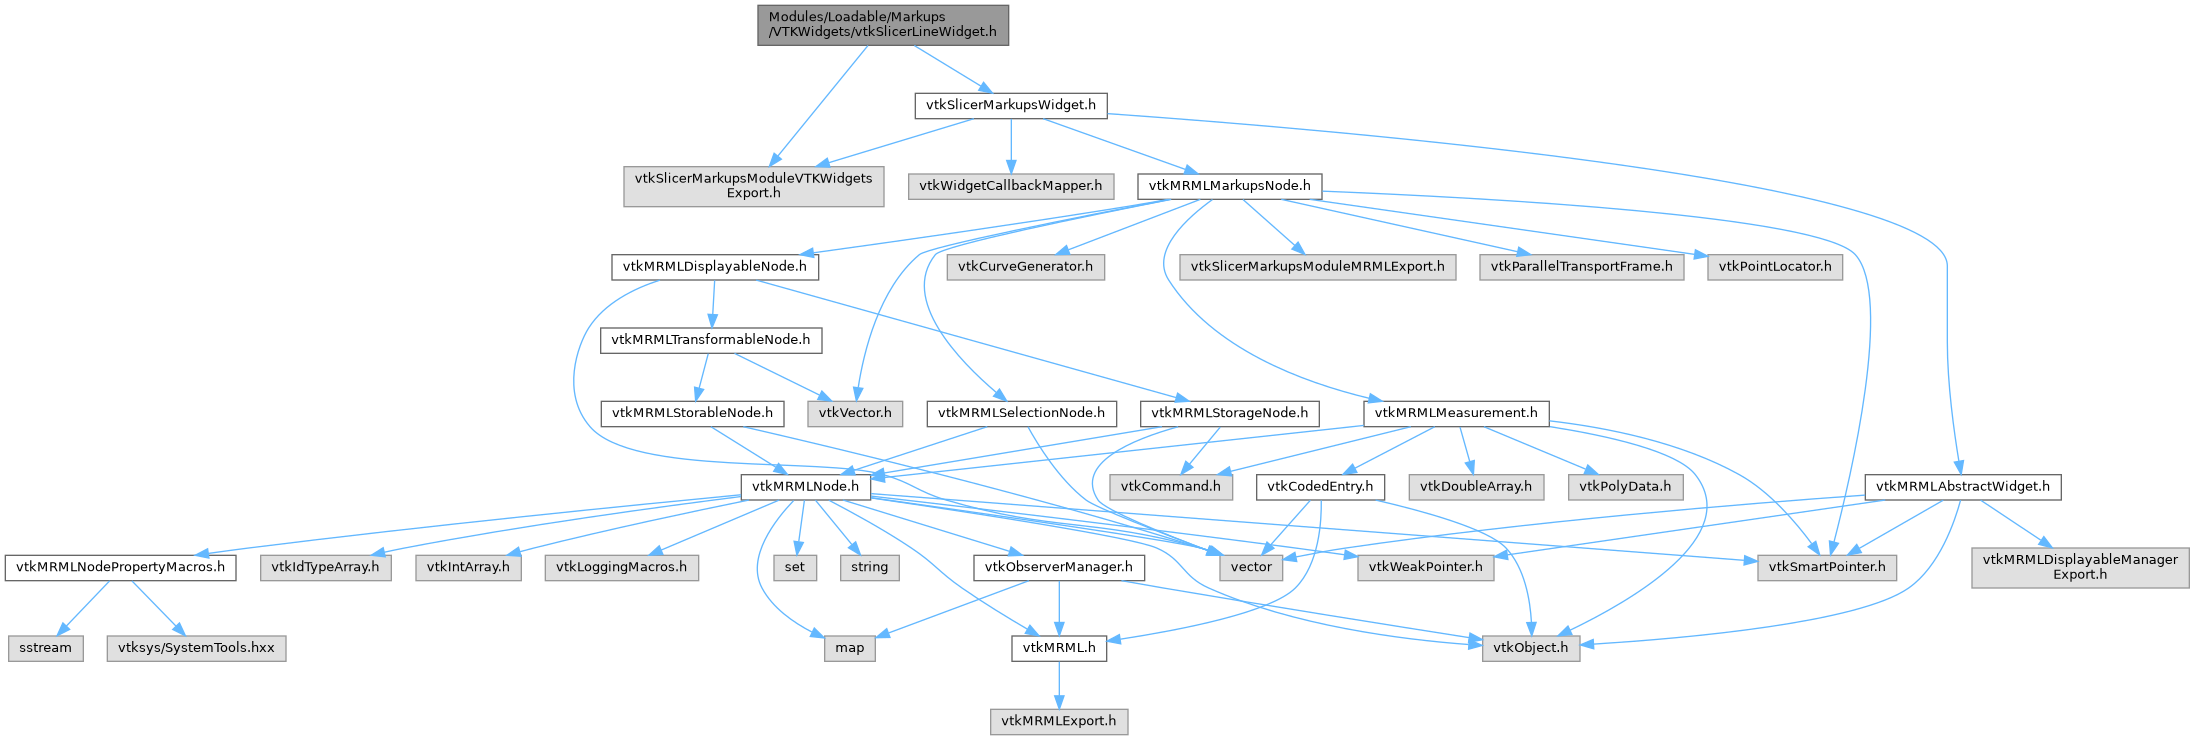 Modules/Loadable/Markups
/VTKWidgets/vtkSlicerLineWidget.h
vtkSlicerMarkupsWidget.h
vtkSlicerMarkupsModuleVTKWidgets
Export.h
vtkWidgetCallbackMapper.h
vtkMRMLMarkupsNode.h
vtkMRMLDisplayableNode.h
vtkCurveGenerator.h
vtkSlicerMarkupsModuleMRMLExport.h
vtkParallelTransportFrame.h
vtkPointLocator.h
vtkMRMLTransformableNode.h
vtkMRMLStorableNode.h
vtkVector.h
vtkMRMLSelectionNode.h
vtkMRMLStorageNode.h
vtkMRMLMeasurement.h
vtkMRMLNode.h
vtkCommand.h
vtkCodedEntry.h
vtkDoubleArray.h
vtkPolyData.h
vtkMRMLAbstractWidget.h
vtkMRMLNodePropertyMacros.h
vtkIdTypeArray.h
vtkIntArray.h
vtkLoggingMacros.h
set
string
vtkObserverManager.h
vector
vtkWeakPointer.h
vtkSmartPointer.h
vtkMRMLDisplayableManager
Export.h
sstream
vtksys/SystemTools.hxx
map
vtkMRML.h
vtkObject.h
vtkMRMLExport.h